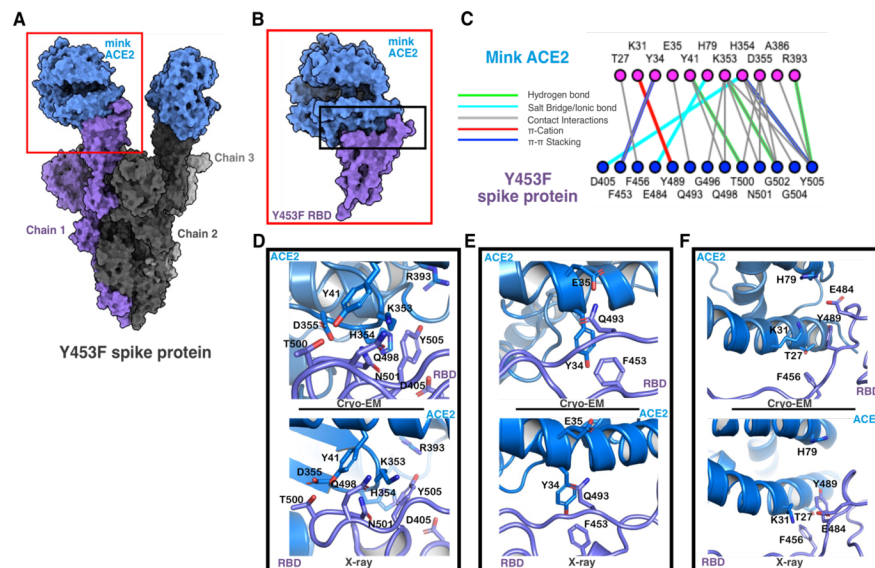 A
mink
ACE2
Chain 3
Chain 1
Chain 2
Y453F spike protein
B
mink
ACE2
Y453F RBD
C
Mink ACE2
K31 E35 H79 H354 A386
T27 Y34 Y41 K353 D355 R393
Hydrogen bond
Salt Bridge/Ionic bond
Contact Interactions
π-Cation
π-π Stacking
Y453F
spike protein
D405 F456 Y489 G496 T500 G502 Y505
F453 E484 Q493 Q498 N501 G504
D
ACE2
R393
Y41
K353
D355
H354
T500
Y505
Q498
N501
RBD
D405
Cryo-EM
ACE2
R393
Y41
D355
K353
Q498
H354
Y505
T500
N501
D405
RBD
X-ray
E
ACE2
E35
Q493
Y34
F453
RBD
Cryo-EM
ACE2
E35
Y34
Q493
F453
RBD
X-ray
F
ACE2
H79
E484
K31
Y489
T27
F456
RBD
Cryo-EM
ACE2
H79
Y489
K31
T27
E484
F456
RBD
X-ray